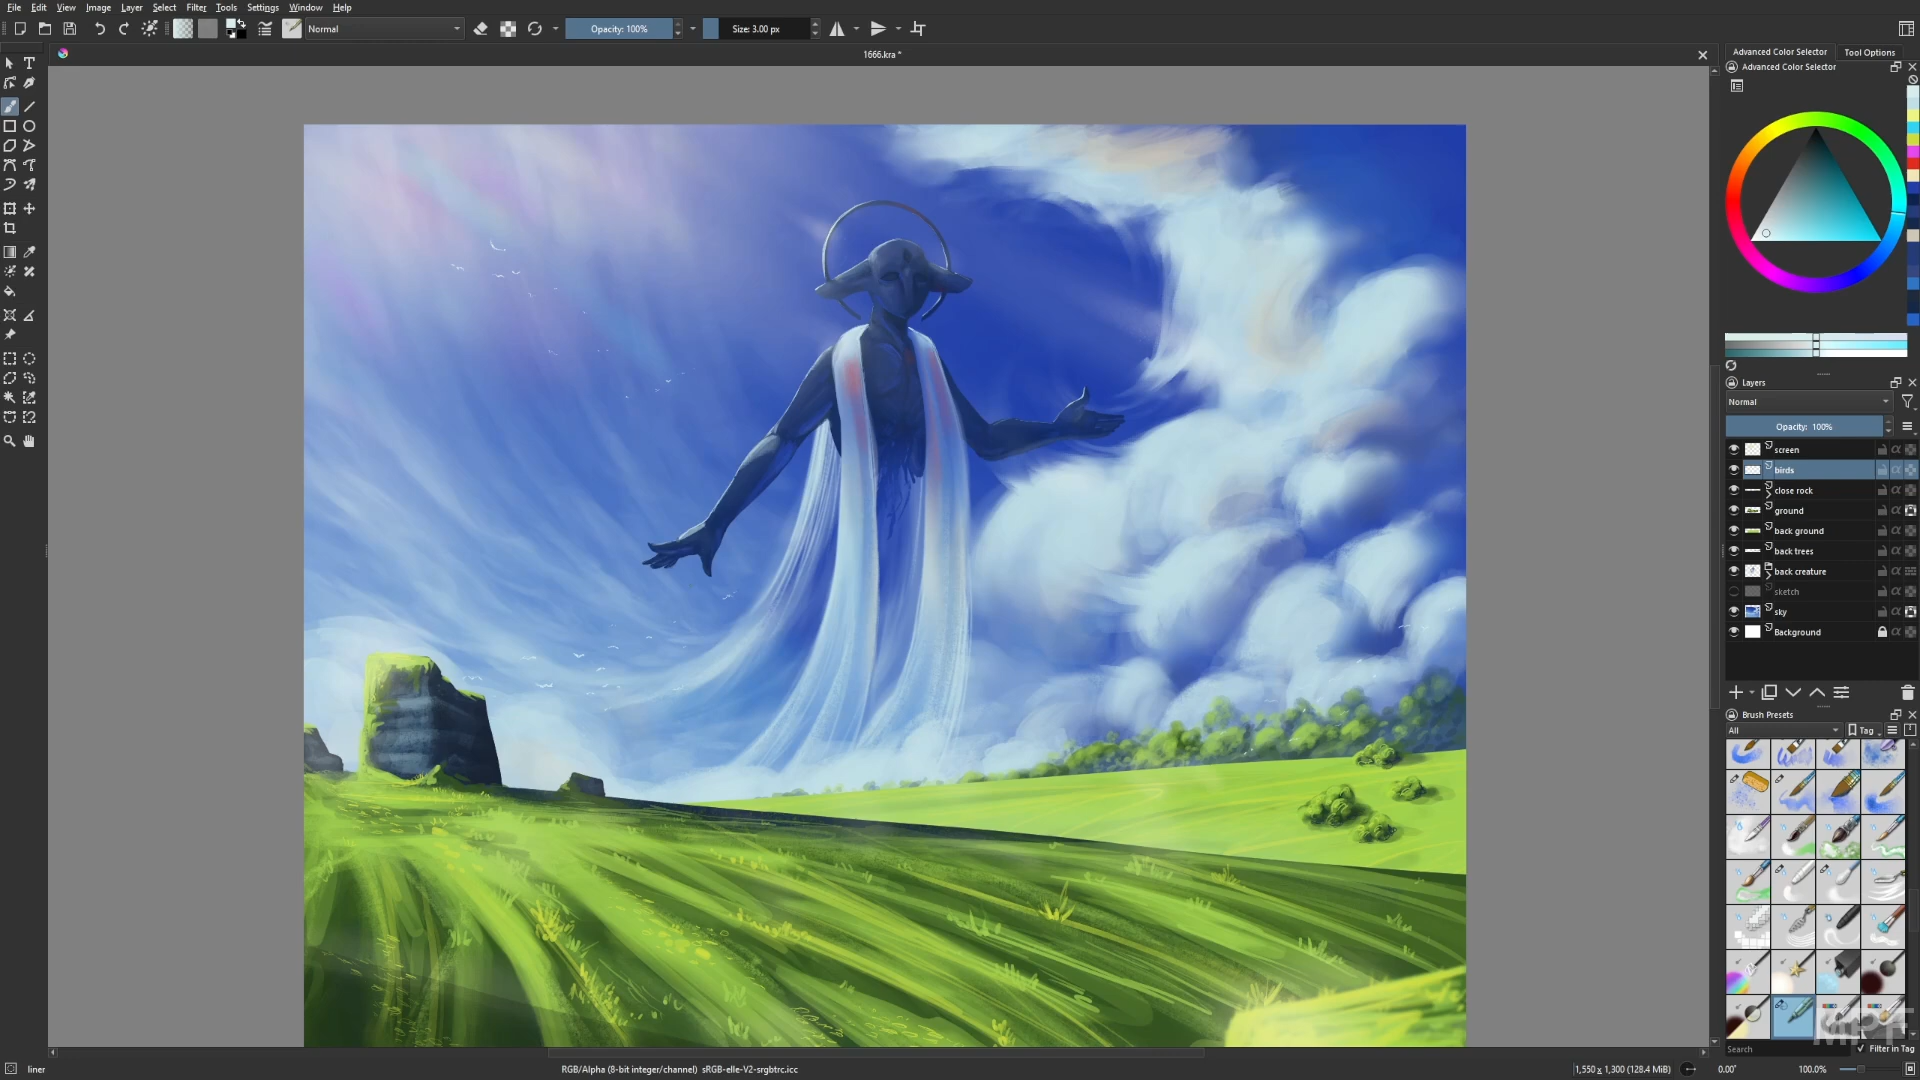 File Edit View Image Layer Select Filter Tools Settings Window Help
Normal Opacity: 100% Size: 3.00 px
1666.kra *
Advanced Color Selector Tool Options
Advanced Color Selector
Layers
Normal
Opacity: 100%
screen
birds
close rock
ground
back ground
back trees
back creature
sketch
sky
Background
Brush Presets
All Tag
MPF
Search Filter in Tag
liner RGB/Alpha (8-bit integer/channel) sRGB-elle-V2-srgbtrc.icc 1,550 x 1,300 (128.4 MiB) 0.00° 100.0%